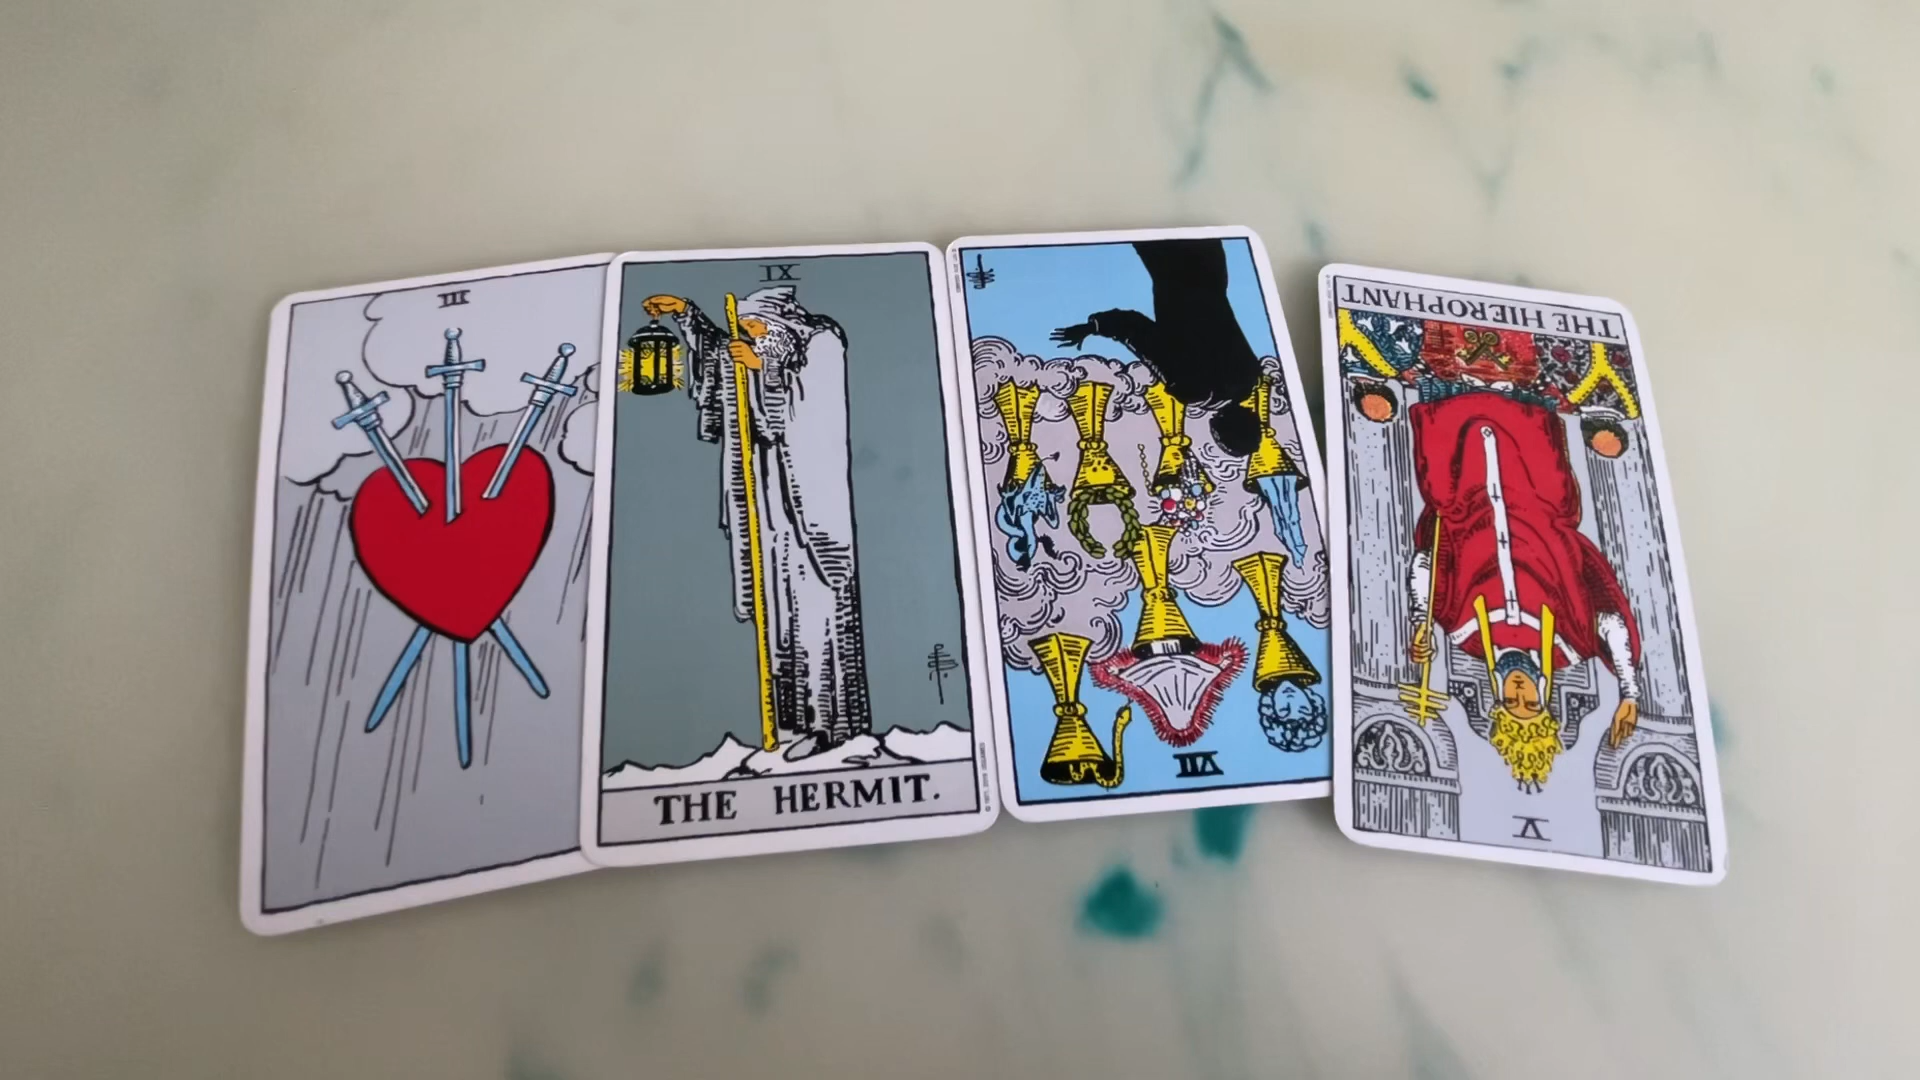 III
IX
THE HERMIT.
VII
THE HIEROPHANT
V